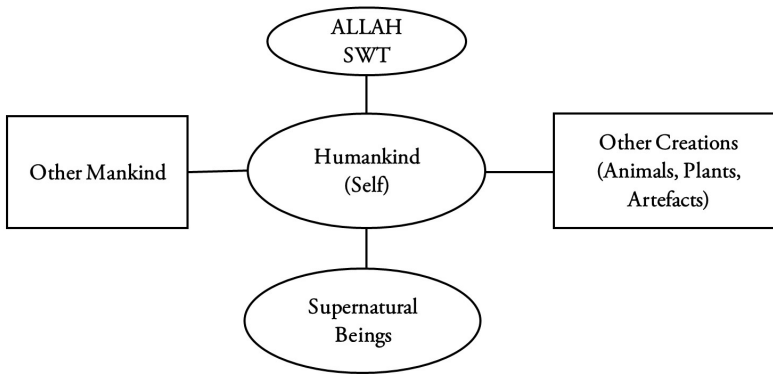 ALLAH
SWT
Other Mankind
Humankind
(Self)
Other Creations
(Animals, Plants,
Artefacts)
Supernatural
Beings